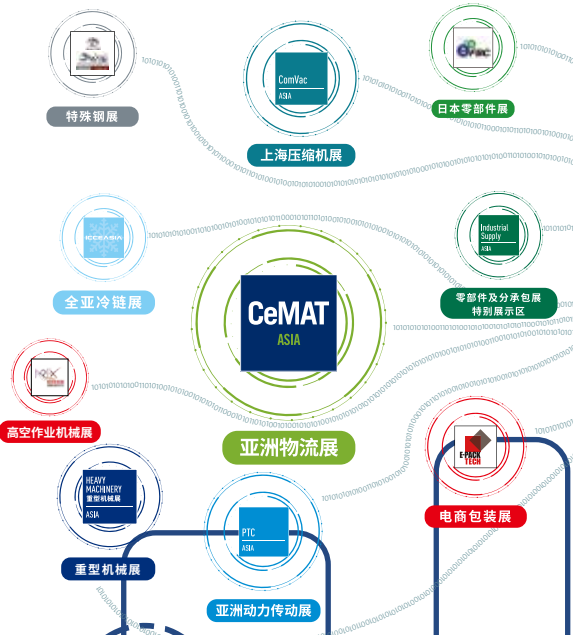 特殊钢展
ComVac
ASIA
上海压缩机展
日本零部件展
ICCEASIA
全亚冷链展
Industrial
Supply
ASIA
零部件及分承包展
特别展示区
CeMAT
ASIA
亚洲物流展
高空作业机械展
HEAVY
MACHINERY
重型机械展
ASIA
重型机械展
PTC
ASIA
亚洲动力传动展
E-PACK
TECH
电商包装展